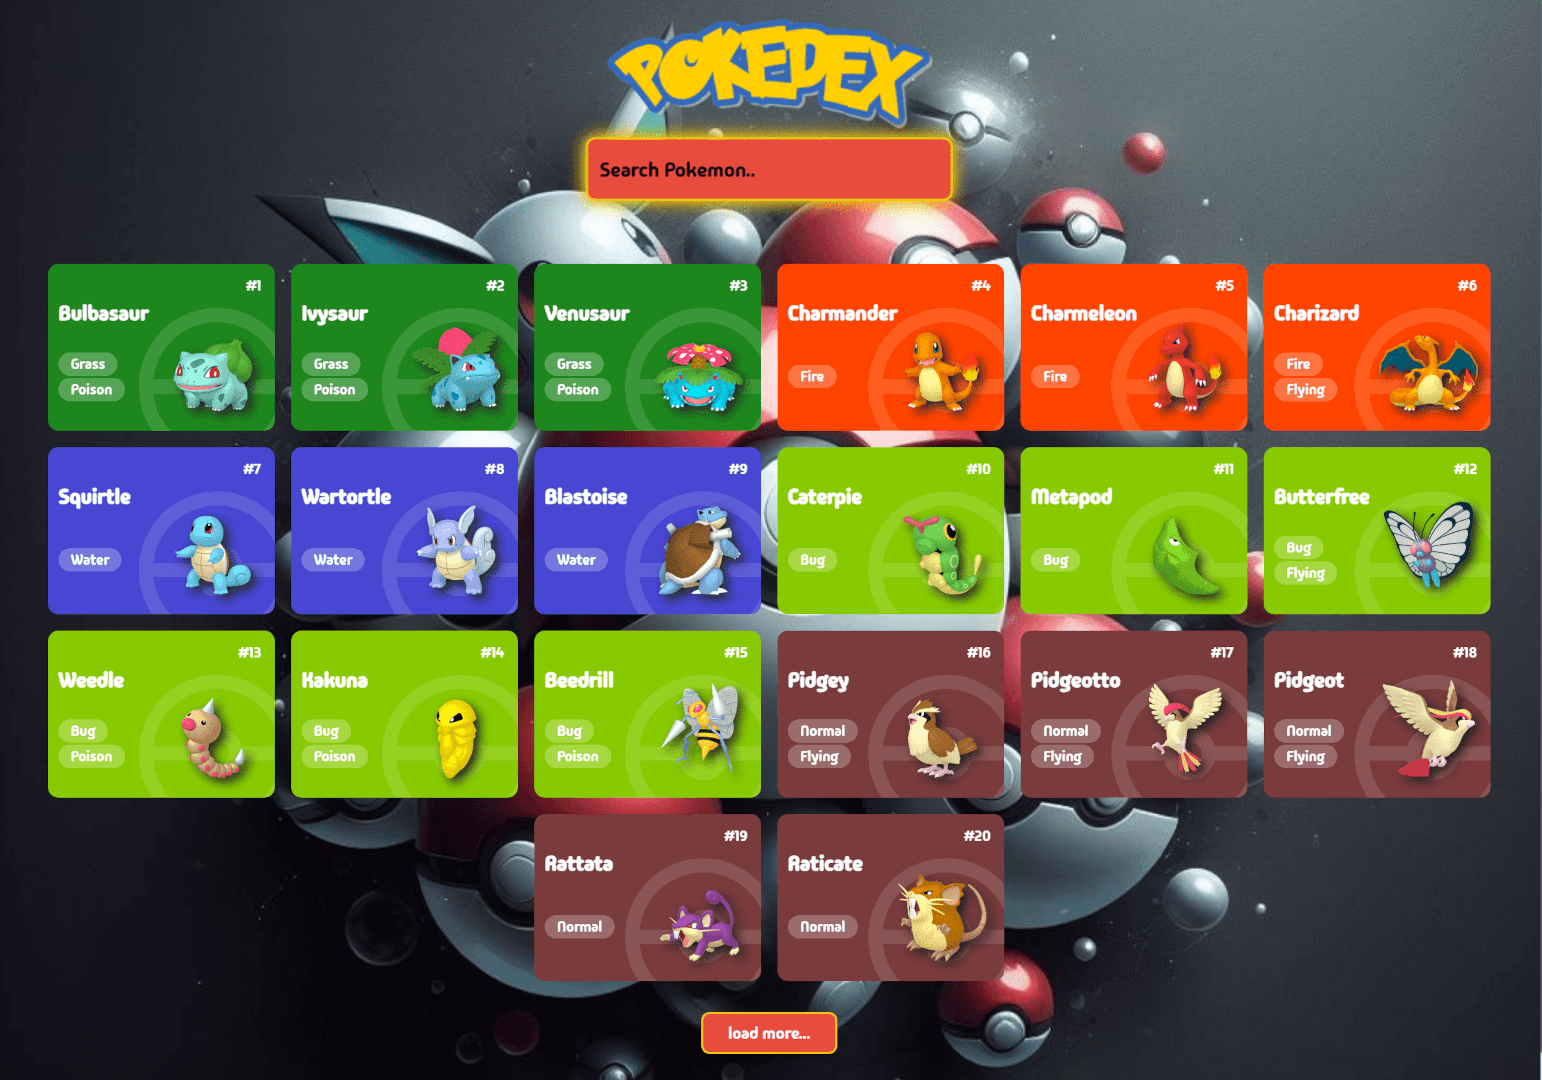 POKEDEX
Search Pokemon..
#1
Bulbasaur
Grass
Poison
#2
Ivysaur
Grass
Poison
#3
Venusaur
Grass
Poison
#4
Charmander
Fire
#5
Charmeleon
Fire
#6
Charizard
Fire
Flying
#7
Squirtle
Water
#8
Wartortle
Water
#9
Blastoise
Water
#10
Caterpie
Bug
#11
Metapod
Bug
#12
Butterfree
Bug
Flying
#13
Weedle
Bug
Poison
#14
Kakuna
Bug
Poison
#15
Beedrill
Bug
Poison
#16
Pidgey
Normal
Flying
#17
Pidgeotto
Normal
Flying
#18
Pidgeot
Normal
Flying
#19
Rattata
Normal
#20
Raticate
Normal
load more...